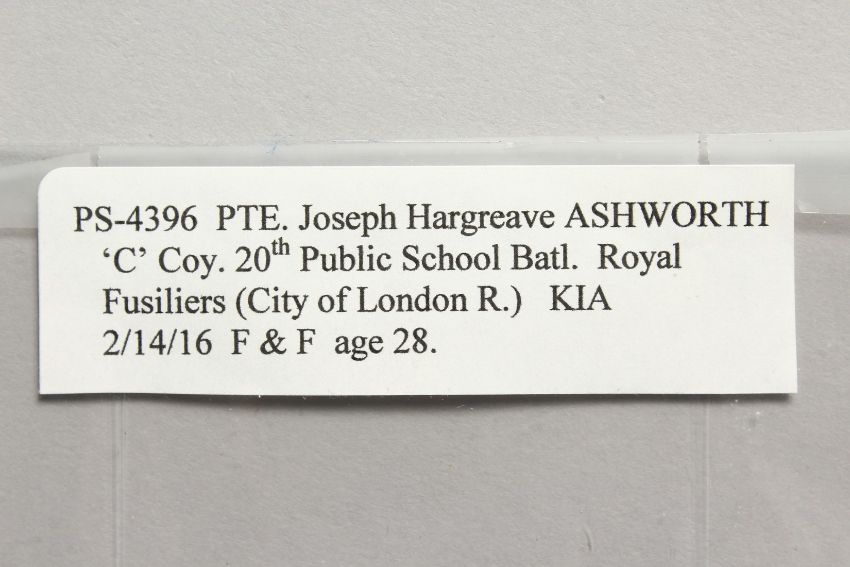 PS-4396 PTE. Joseph Hargreave ASHWORTH
‘C’ Coy. 20th Public School Batl. Royal
Fusiliers (City of London R.) KIA
2/14/16 F & F age 28.